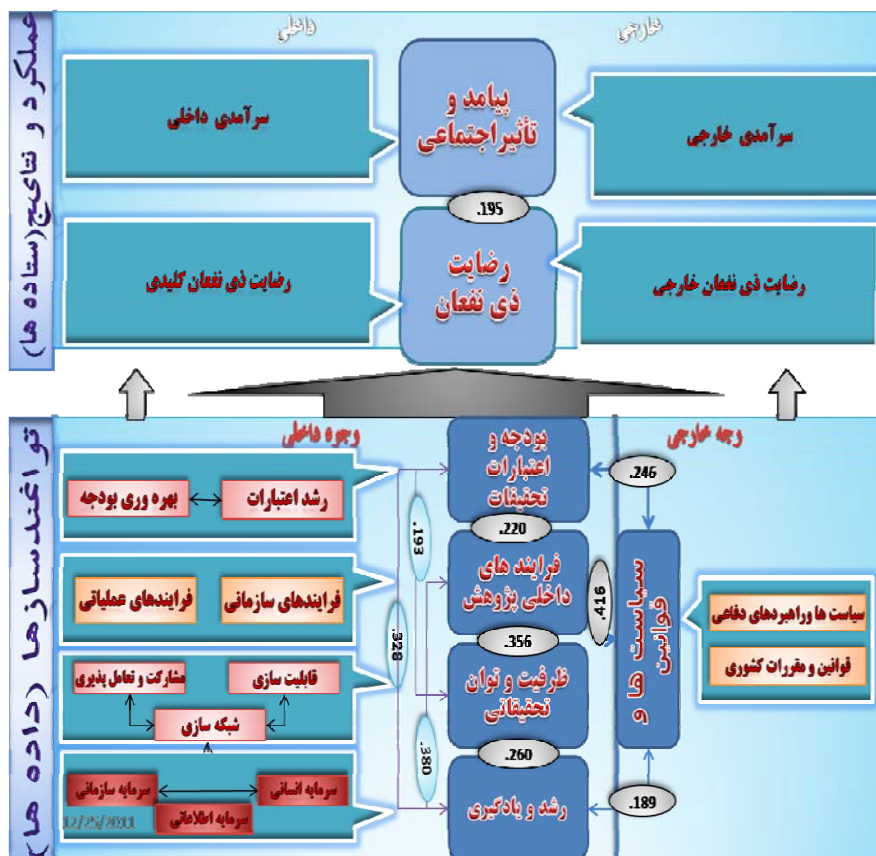 عملکرد و نتایج(ستاده ها)
خارجی
داخلی
پیامد و
تأثیراجتماعی
سرآمدی خارجی
سرآمدی داخلی
.195
رضایت
ذی نفعان
رضایت ذی نفعان خارجی
رضایت ذی نفعان کلیدی
توانمندسازها (داده ها)
وجه خارجی
وجوه داخلی
بودجه و
اعتبارات
تحقیقات
.246
رشد اعتبارات
بهره وری بودجه
.220
.193
فرایند های
داخلی پژوهش
.416
فرایندهای سازمانی
فرایندهای عملیاتی
سیاست ها و
قوانین
سیاست ها وراهبردهای دفاعی
قوانین و مقررات کشوری
.356
.328
ظرفیت و توان
تحقیقاتی
قابلیت سازی
مشارکت و تعامل پذیری
شبکه سازی
.260
.380
رشد و یادگیری
.189
سرمایه انسانی
سرمایه سازمانی
سرمایه اطلاعاتی
12/25/2011